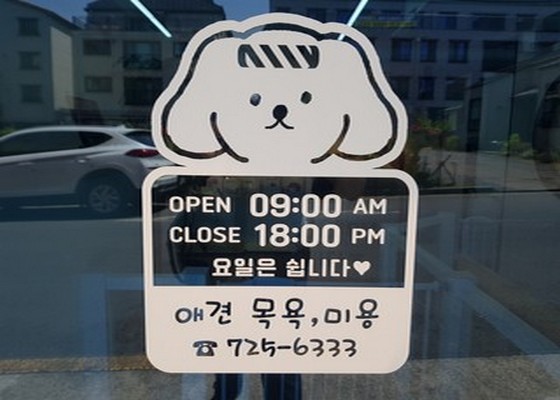 OPEN 09:00 AM
CLOSE 18:00 PM
요일은 쉽니다♥
애견 목욕,미용
☎ 725-6333